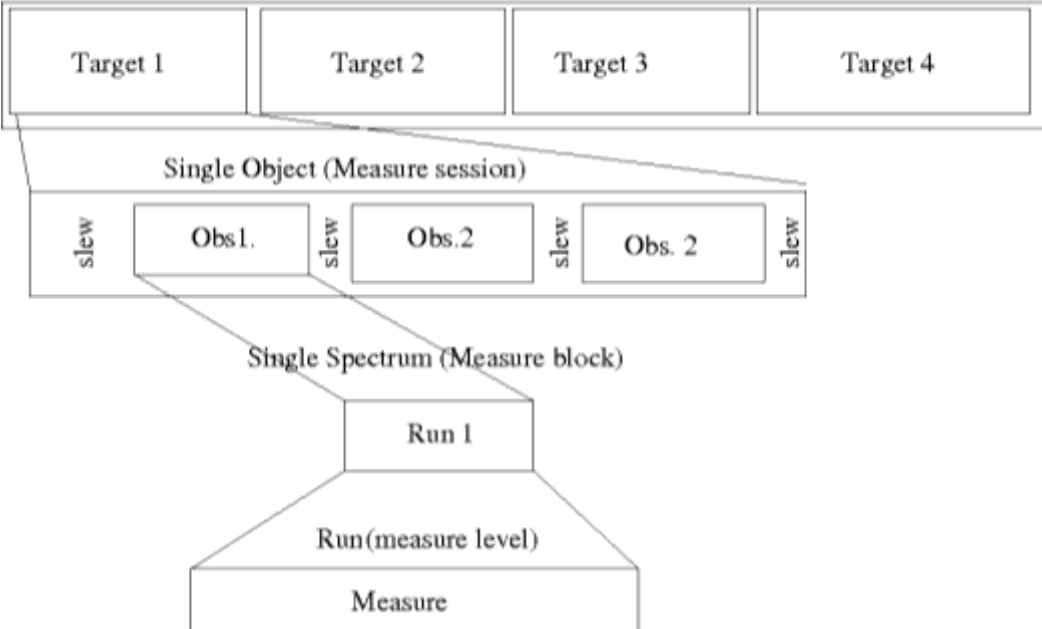 Target 1
Target 2
Target 3
Target 4
Single Object (Measure session)
slew
Obs1.
slew
Obs.2
slew
Obs. 2
slew
Single Spectrum (Measure block)
Run 1
Run(measure level)
Measure